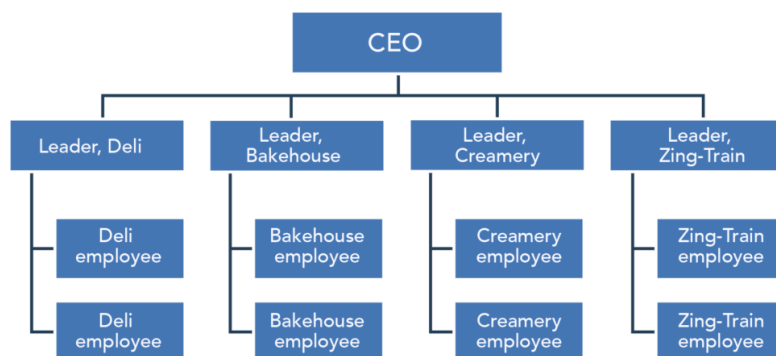 CEO
Leader, Deli
Leader,
Bakehouse
Leader,
Creamery
Leader,
Zing-Train
Deli
employee
Bakehouse
employee
Creamery
employee
Zing-Train
employee
Deli
employee
Bakehouse
employee
Creamery
employee
Zing-Train
employee